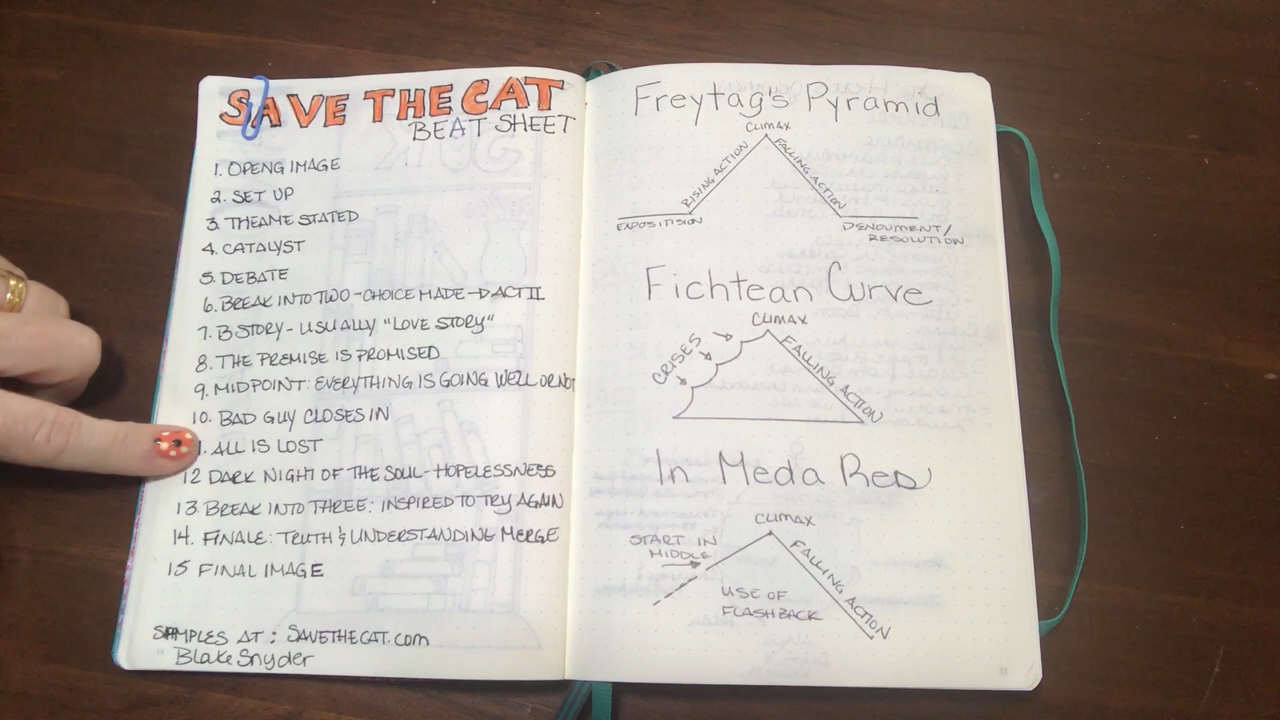 SAVE THE CAT
BEAT SHEET
1. OPENG IMAGE
2. SET UP
3. THEAME STATED
4. CATALYST
5. DEBATE
6. BREAK INTO TWO - CHOICE MADE → ACT II
7. B STORY - USUALLY "LOVE STORY"
8. THE PREMISE IS PROMISED
9. MIDPOINT: EVERYTHING IS GOING WELL OR NOT
10. BAD GUY CLOSES IN
1. ALL IS LOST
12 DARK NIGHT OF THE SOUL - HOPELESSNESS
13. BREAK INTO THREE: INSPIRED TO TRY AGAIN
14. FINALE: TRUTH & UNDERSTANDING MERGE
15 FINAL IMAGE
SAMPLES AT: SAVETHECAT.com
Blake Snyder
Freytag's Pyramid
CLIMAX
RISING ACTION
FALLING ACTION
EXPOSITISION
DENOUMENT/
RESOLUTION
Fichtean Curve
CLIMAX
CRISES
FALLING ACTION
In Meda Res
CLIMAX
START IN
MIDDLE
FALLING ACTION
USE OF
FLASHBACK